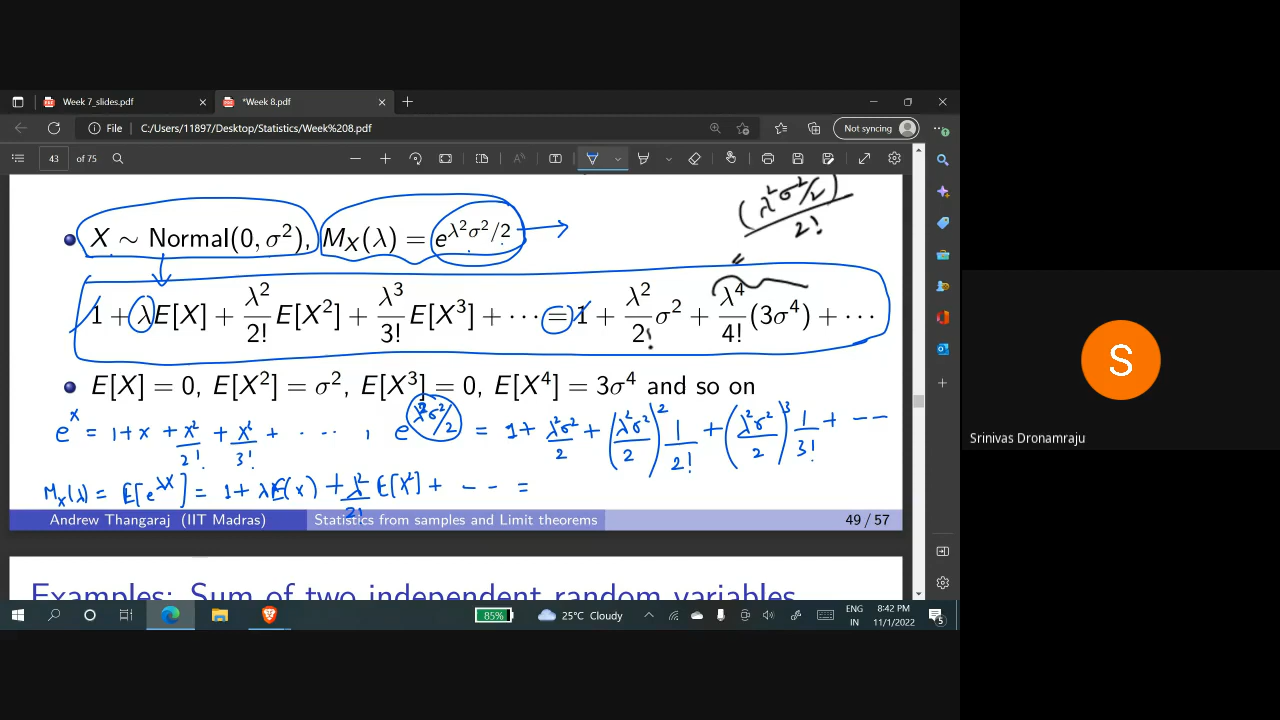 Week 7_slides.pdf
*Week 8.pdf
File
C:/Users/11897/Desktop/Statistics/Week%208.pdf
Not syncing
43 of 75
(λ²σ²/2)² / 2!
X ∼ Normal(0, σ²), M_X(λ) = e^{λ²σ²/2}
1 + λE[X] + λ²/2! E[X²] + λ³/3! E[X³] + ··· = 1 + λ²/2! σ² + λ⁴/4! (3σ⁴) + ···
E[X] = 0, E[X²] = σ², E[X³] = 0, E[X⁴] = 3σ⁴ and so on
e^x = 1 + x + x²/2! + x²/3! + ···· , e^{λ²σ²/2} = 1 + λ²σ²/2 + (λ²σ²/2)² 1/2! + (λ²σ²/2)³ 1/3! + ---
M_X(λ) = E[e^{λX}] = 1 + λE(X) + λ²/2! E[X²] + --- =
Andrew Thangaraj (IIT Madras)
Statistics from samples and Limit theorems
49 / 57
Examples: Sum of two independent random variables
S
Srinivas Dronamraju
85%
25°C Cloudy
ENG
IN
8:42 PM
11/1/2022
5